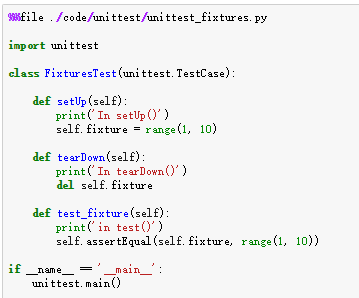 %%file ./code/unittest/unittest_fixtures.py
import unittest
class FixturesTest(unittest.TestCase):
def setUp(self):
print('In setUp()')
self.fixture = range(1, 10)
def tearDown(self):
print('In tearDown()')
del self.fixture
def test_fixture(self):
print('in test()')
self.assertEqual(self.fixture, range(1, 10))
if __name__ == '__main__':
unittest.main()